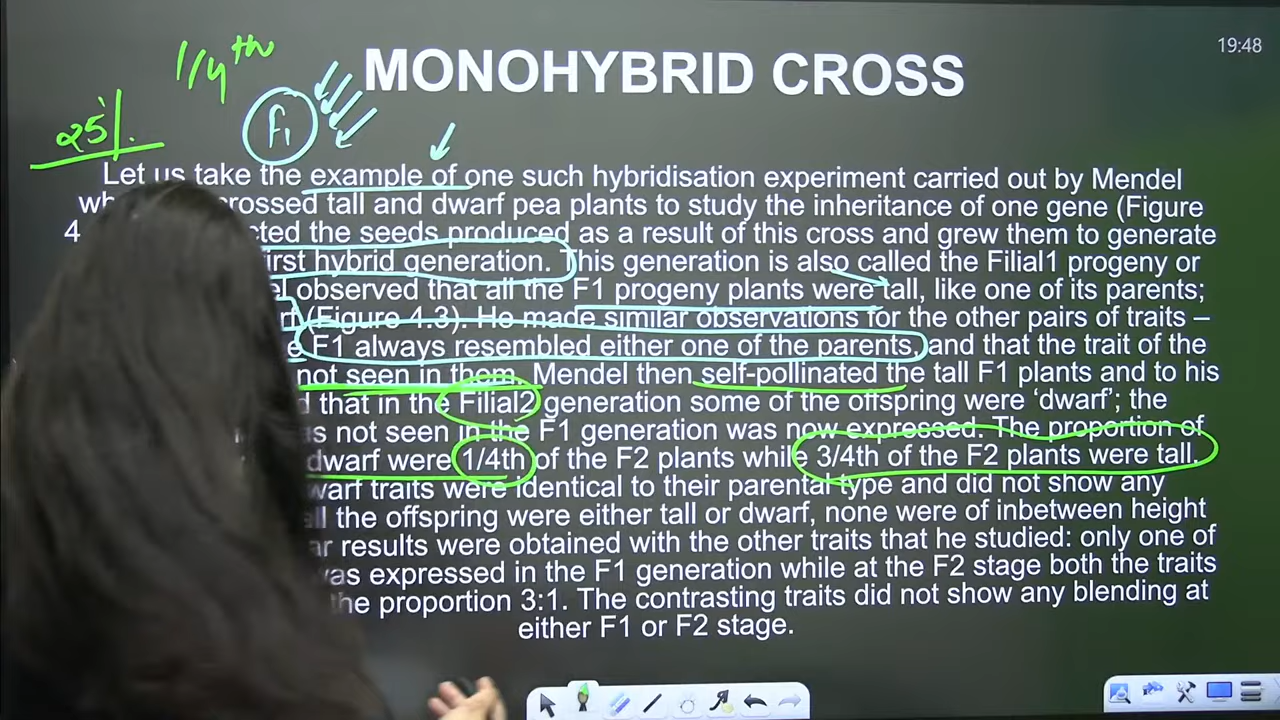 1/4th
MONOHYBRID CROSS
19:48
25%
F1
Let us take the example of one such hybridisation experiment carried out by Mendel
crossed tall and dwarf pea plants to study the inheritance of one gene (Figure
4 the seeds produced as a result of this cross and grew them to generate
first hybrid generation. This generation is also called the Filial1 progeny or
observed that all the F1 progeny plants were tall, like one of its parents;
(Figure 4.3). He made similar observations for the other pairs of traits –
F1 always resembled either one of the parents, and that the trait of the
not seen in them. Mendel then self-pollinated the tall F1 plants and to his
that in the Filial2 generation some of the offspring were ‘dwarf’; the
not seen in the F1 generation was now expressed. The proportion of
dwarf were 1/4th of the F2 plants while 3/4th of the F2 plants were tall.
dwarf traits were identical to their parental type and did not show any
all the offspring were either tall or dwarf, none were of inbetween height
results were obtained with the other traits that he studied: only one of
was expressed in the F1 generation while at the F2 stage both the traits
the proportion 3:1. The contrasting traits did not show any blending at
either F1 or F2 stage.